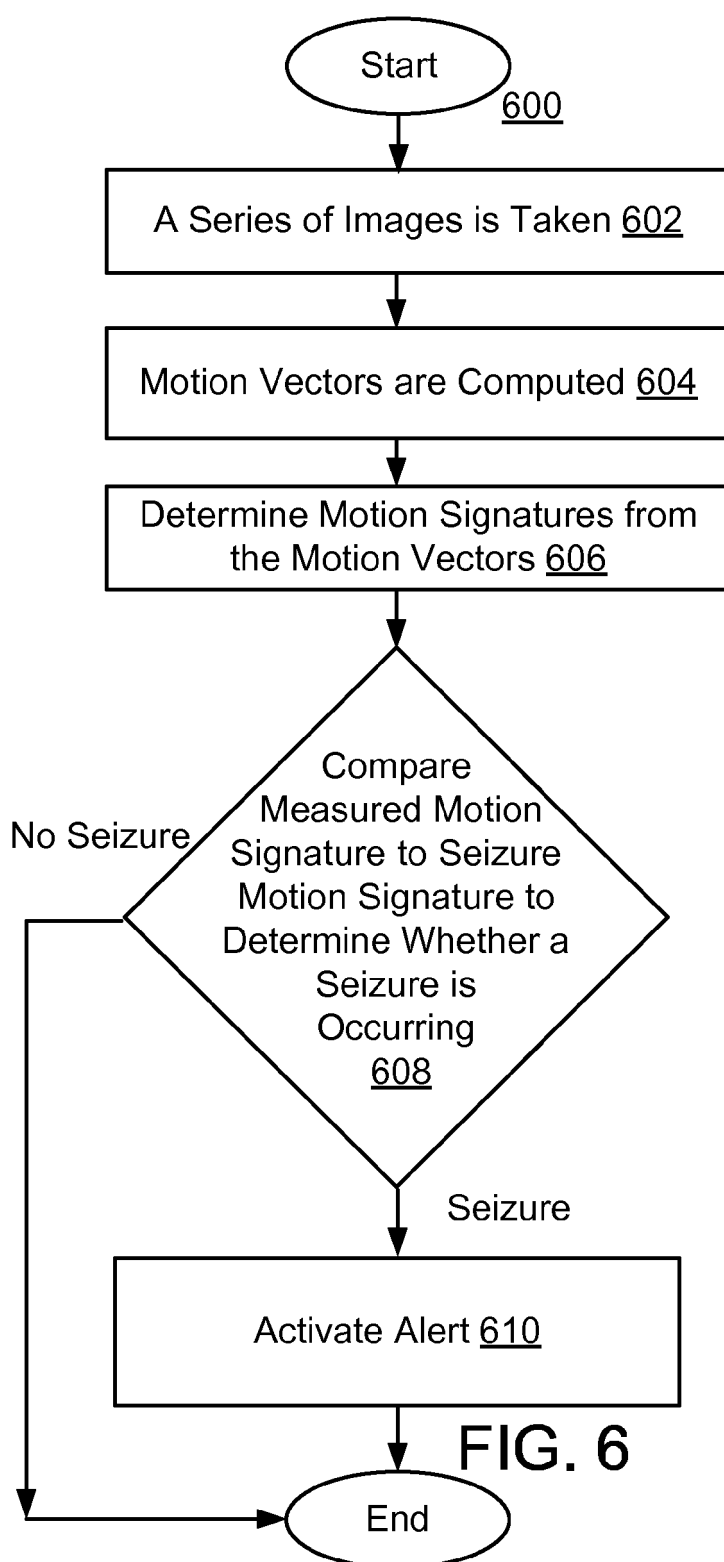 Start
600
A Series of Images is Taken 602
Motion Vectors are Computed 604
Determine Motion Signatures from
the Motion Vectors 606
Compare
Measured Motion
Signature to Seizure
Motion Signature to
Determine Whether a
Seizure is
Occurring
608
No Seizure
Seizure
Activate Alert 610
FIG. 6
End